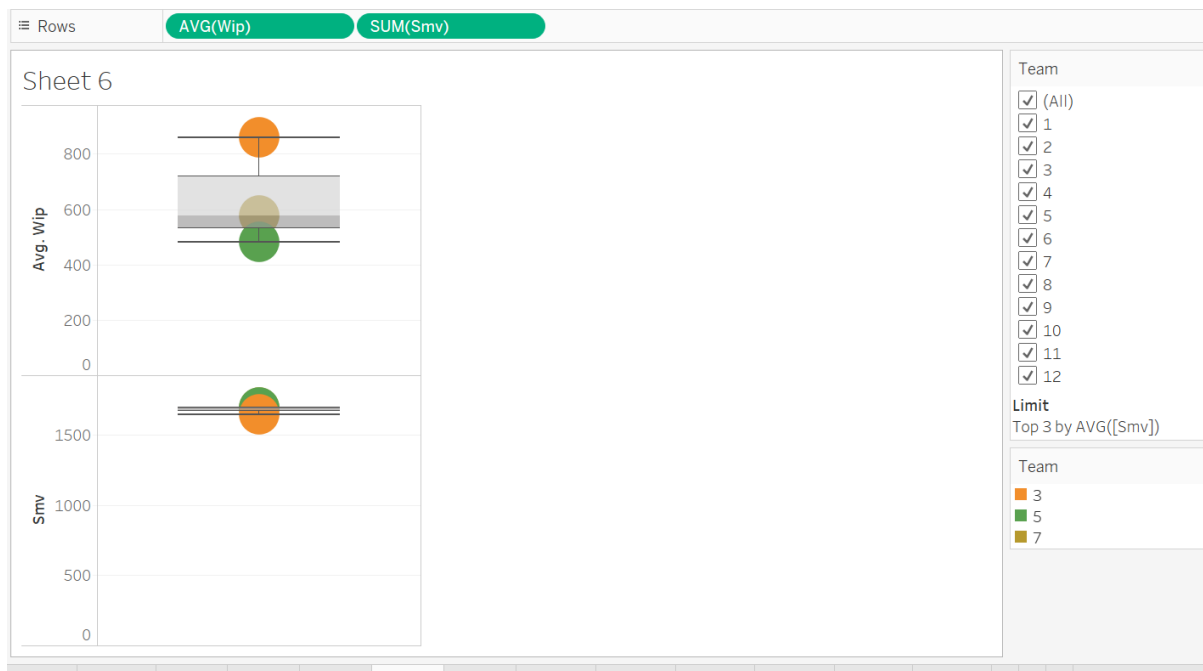 Rows AVG(Wip) SUM(Smv)
Sheet 6
800
600
400
200
0
Avg. Wip
1500
1000
500
0
Smv
Team
(All)
1
2
3
4
5
6
7
8
9
10
11
12
Limit
Top 3 by AVG([Smv])
Team
3
5
7